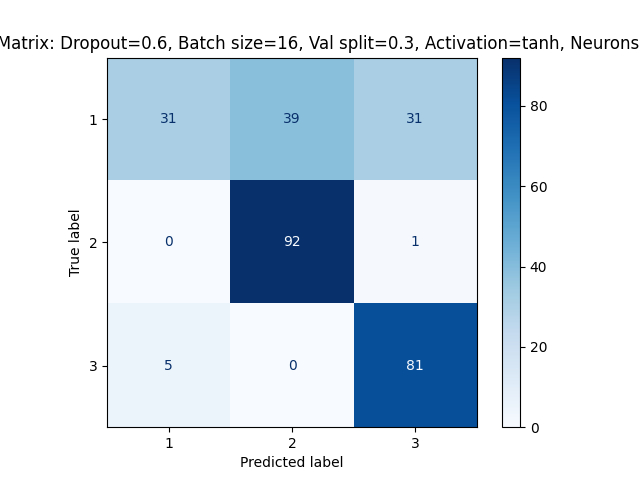 Matrix: Dropout=0.6, Batch size=16, Val split=0.3, Activation=tanh, Neurons
1 31 39 31
2 0 92 1
3 5 0 81
1 2 3
True label
Predicted label
80
60
40
20
0